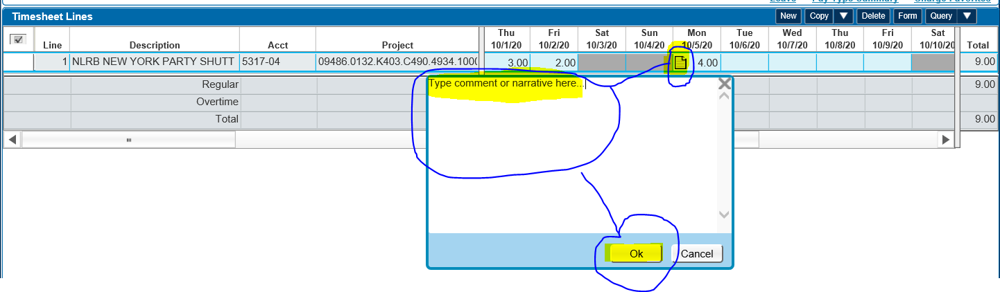 Leave Pay Type Summary Charge Favorites
Timesheet Lines New Copy Delete Form Query
Thu Fri Sat Sun Mon Tue Wed Thu Fri Sat
Line Description Acct Project 10/1/20 10/2/20 10/3/20 10/4/20 10/5/20 10/6/20 10/7/20 10/8/20 10/9/20 10/10/20 Total
1 NLRB NEW YORK PARTY SHUTT 5317-04 09486.0132.K403.C490.4934.1000 3.00 2.00 4.00 9.00
Regular 9.00
Overtime
Total 9.00
Type comment or narrative here...
Ok Cancel